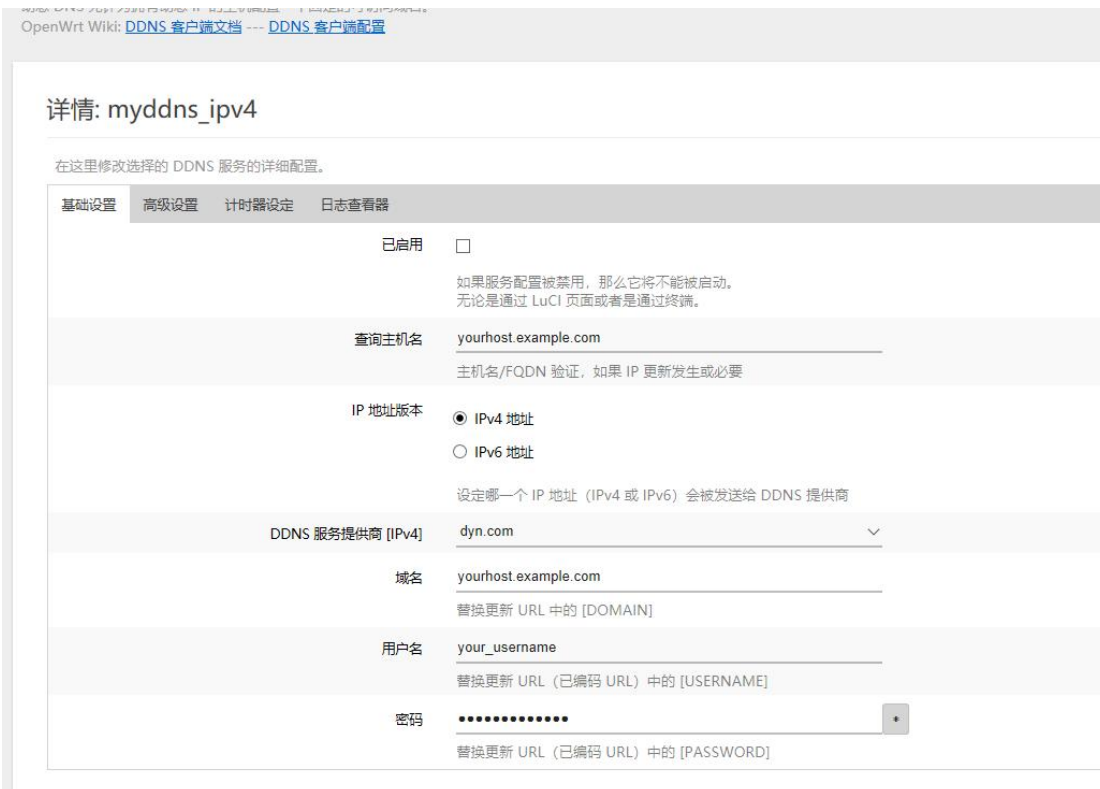 OpenWrt Wiki: DDNS 客户端文档 --- DDNS 客户端配置
详情: myddns_ipv4
在这里修改选择的 DDNS 服务的详细配置。
基础设置 高级设置 计时器设定 日志查看器
已启用
如果服务配置被禁用，那么它将不能被启动。
无论是通过 LuCI 页面或者是通过终端。
查询主机名 yourhost.example.com
主机名/FQDN 验证，如果 IP 更新发生或必要
IP 地址版本 IPv4 地址
IPv6 地址
设定哪一个 IP 地址（IPv4 或 IPv6）会被发送给 DDNS 提供商
DDNS 服务提供商 [IPv4] dyn.com
域名 yourhost.example.com
替换更新 URL 中的 [DOMAIN]
用户名 your_username
替换更新 URL（已编码 URL）中的 [USERNAME]
密码 •••••••••••••
替换更新 URL（已编码 URL）中的 [PASSWORD]